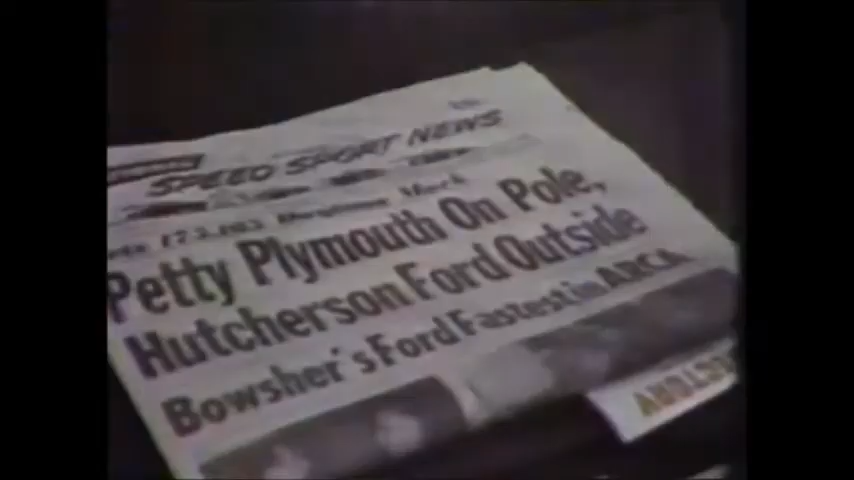 SPEED SPORT NEWS
Petty Plymouth On Pole,
Hutcherson Ford Outside
Bowsher's Ford Fastest in ARCA